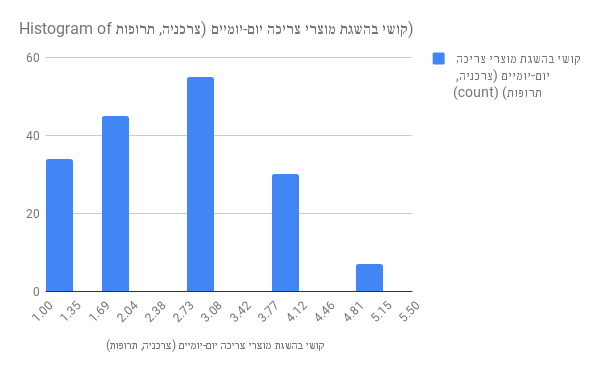 Histogram of קושי בהשגת מוצרי צריכה יום-יומיים (צרכניה, תרופות)
קושי בהשגת מוצרי צריכה
יום-יומיים (צרכניה,
תרופות) (count)
60
40
20
0
1.00 1.35 1.69 2.04 2.38 2.73 3.08 3.42 3.77 4.12 4.46 4.81 5.15 5.50
קושי בהשגת מוצרי צריכה יום-יומיים (צרכניה, תרופות)